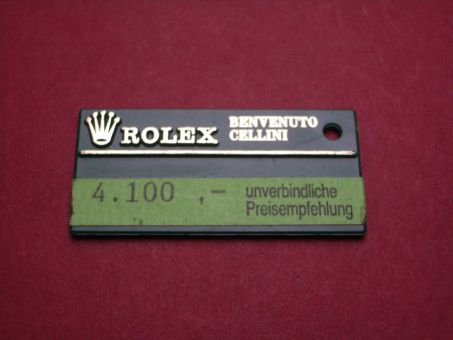 ROLEX BENVENUTO
CELLINI
4.100 ,- unverbindliche
Preisempfehlung